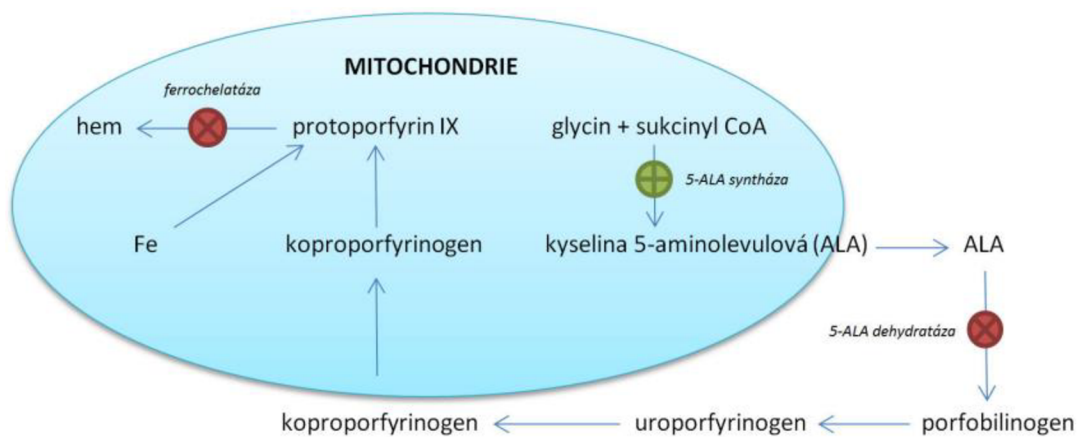 MITOCHONDRIE
ferrochelatáza
hem
protoporfyrin IX
glycin + sukcinyl CoA
5-ALA syntháza
Fe
koproporfyrinogen
kyselina 5-aminolevulová (ALA)
ALA
5-ALA dehydratáza
koproporfyrinogen
uroporfyrinogen
porfobilinogen